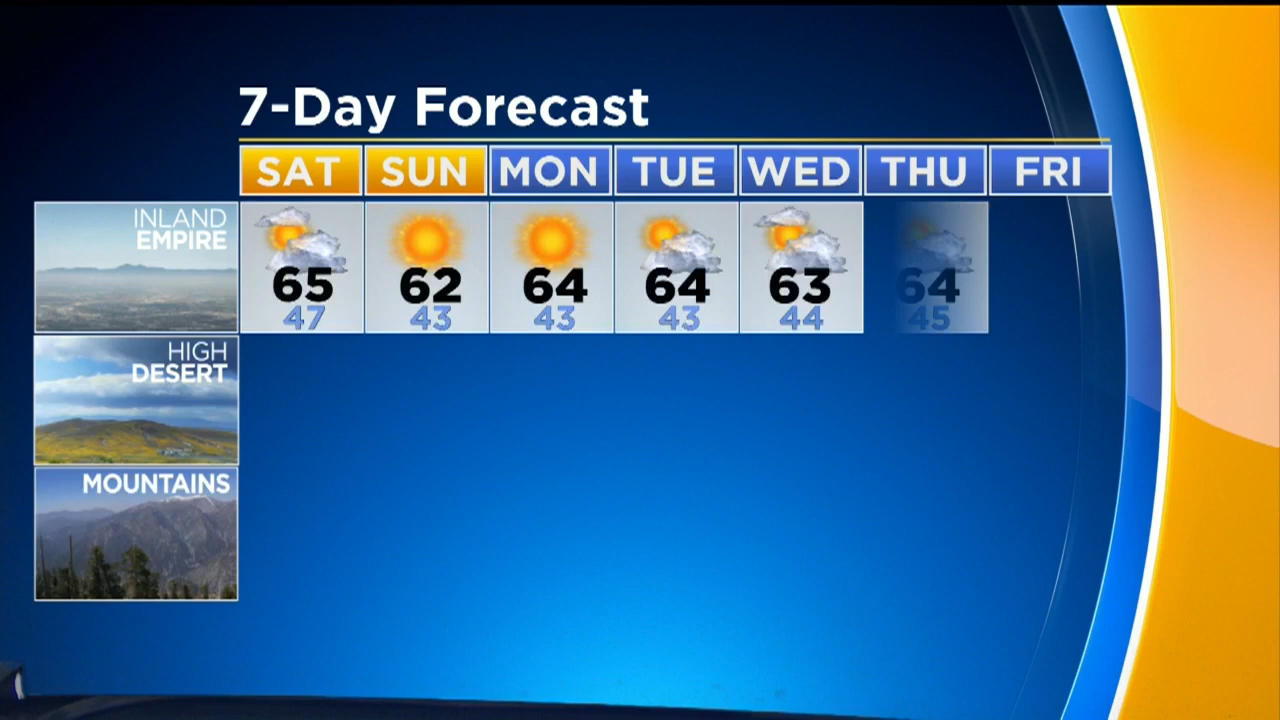 7-Day Forecast
SAT SUN MON TUE WED THU FRI
INLAND
EMPIRE
65 62 64 64 63 64
47 43 43 43 44 45
HIGH
DESERT
MOUNTAINS